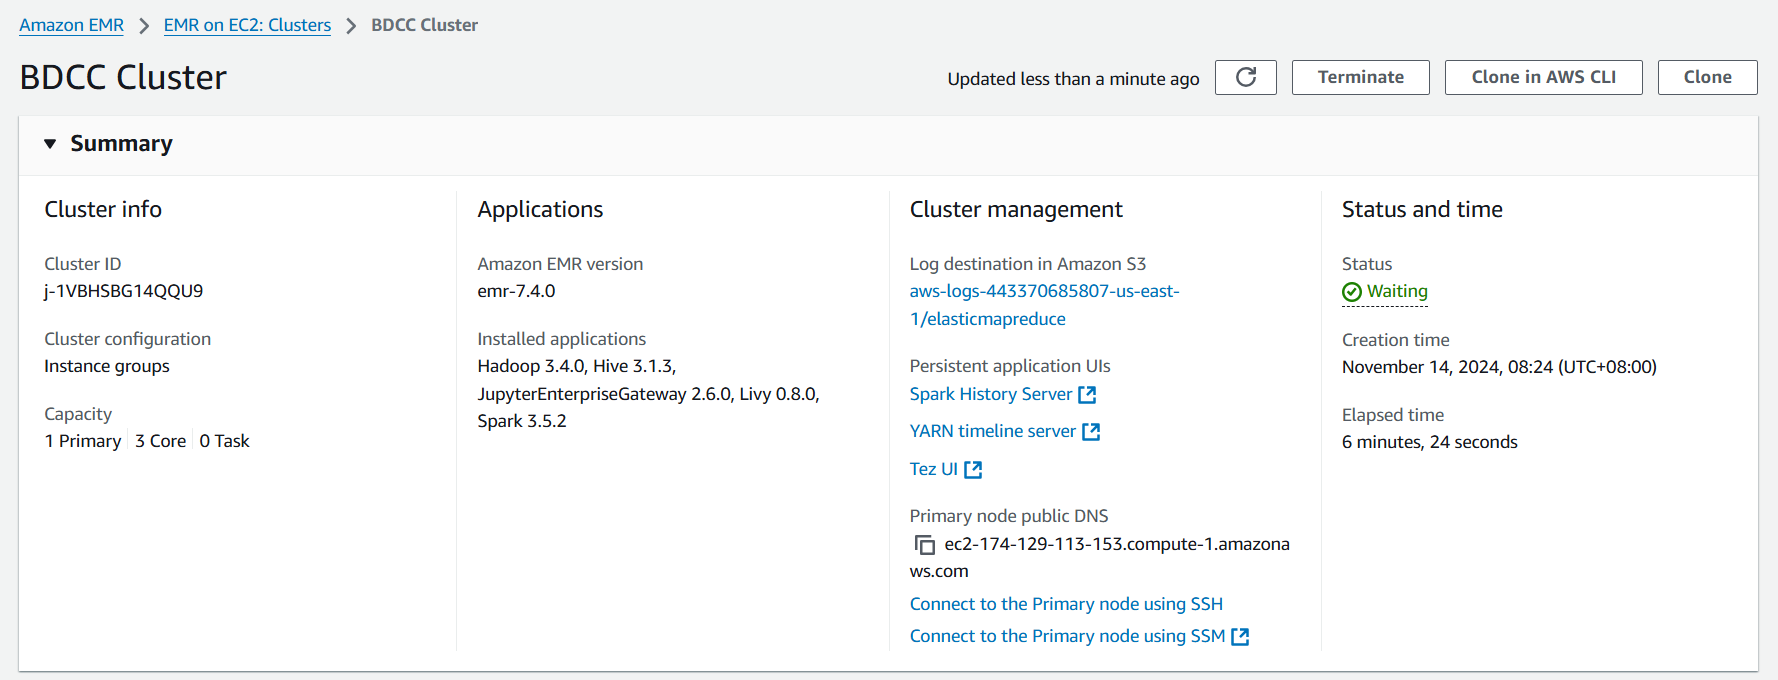 Amazon EMR > EMR on EC2: Clusters > BDCC Cluster
BDCC Cluster
Updated less than a minute ago
Terminate
Clone in AWS CLI
Clone
Summary
Cluster info
Cluster ID
j-1VBHSBG14QQU9
Cluster configuration
Instance groups
Capacity
1 Primary 3 Core 0 Task
Applications
Amazon EMR version
emr-7.4.0
Installed applications
Hadoop 3.4.0, Hive 3.1.3,
JupyterEnterpriseGateway 2.6.0, Livy 0.8.0,
Spark 3.5.2
Cluster management
Log destination in Amazon S3
aws-logs-443370685807-us-east-
1/elasticmapreduce
Persistent application UIs
Spark History Server
YARN timeline server
Tez UI
Primary node public DNS
ec2-174-129-113-153.compute-1.amazona
ws.com
Connect to the Primary node using SSH
Connect to the Primary node using SSM
Status and time
Status
Waiting
Creation time
November 14, 2024, 08:24 (UTC+08:00)
Elapsed time
6 minutes, 24 seconds